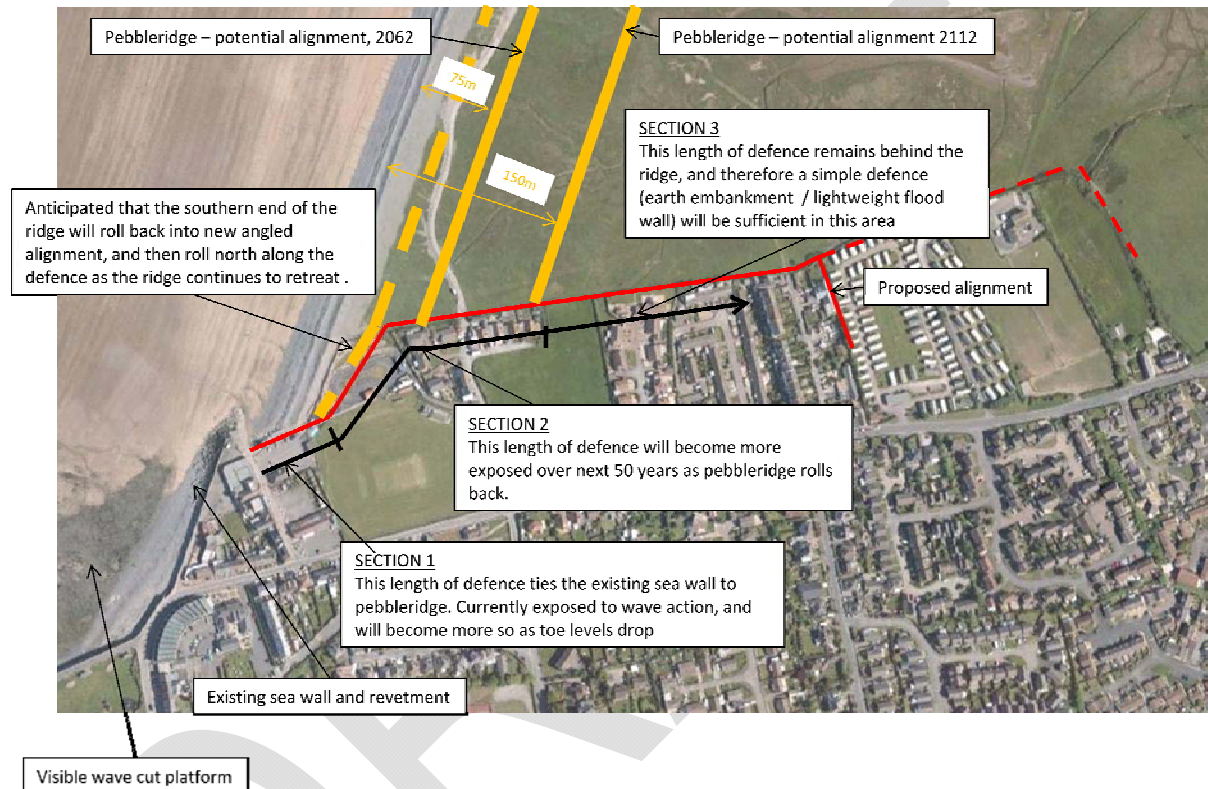 Pebbleridge – potential alignment, 2062
Pebbleridge – potential alignment 2112
75m
150m
SECTION 3
This length of defence remains behind the
ridge, and therefore a simple defence
(earth embankment / lightweight flood
wall) will be sufficient in this area
Anticipated that the southern end of the
ridge will roll back into new angled
alignment, and then roll north along the
defence as the ridge continues to retreat .
Proposed alignment
SECTION 2
This length of defence will become more
exposed over next 50 years as pebbleridge rolls
back.
SECTION 1
This length of defence ties the existing sea wall to
pebbleridge. Currently exposed to wave action, and
will become more so as toe levels drop
Existing sea wall and revetment
Visible wave cut platform